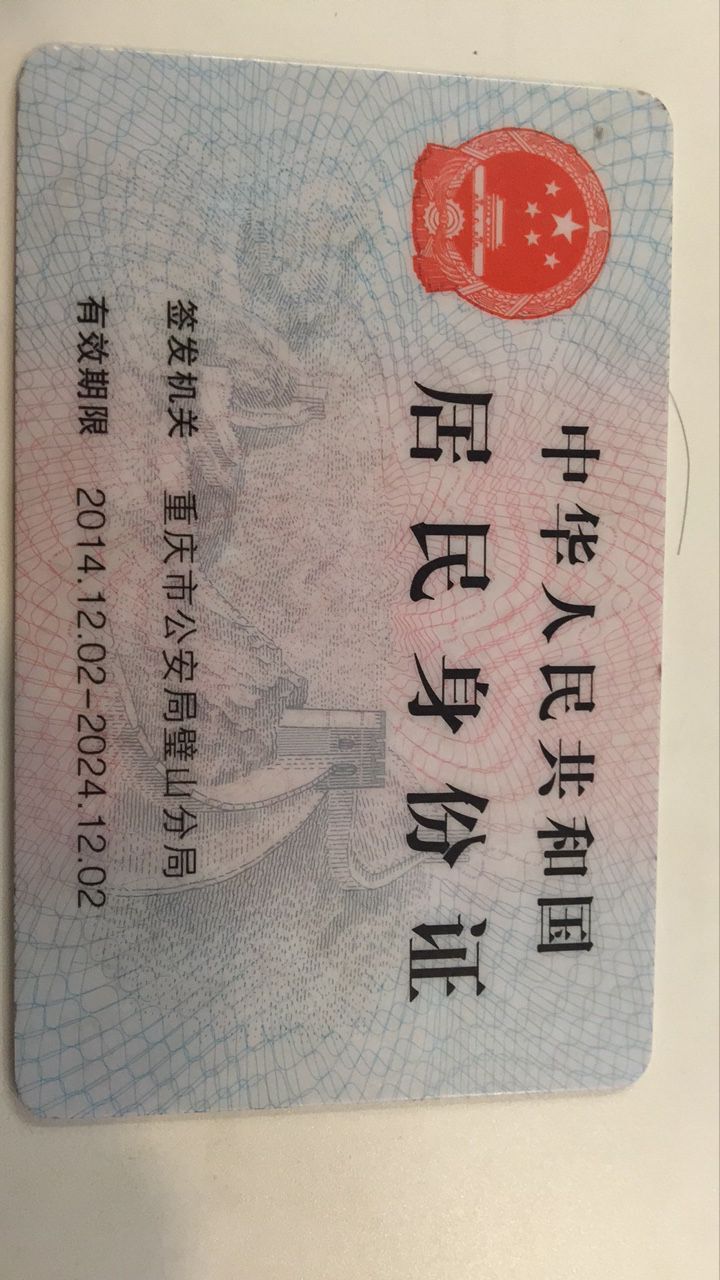 中华人民共和国
居民身份证
签发机关 重庆市公安局璧山分局
有效期限 2014.12.02-2024.12.02